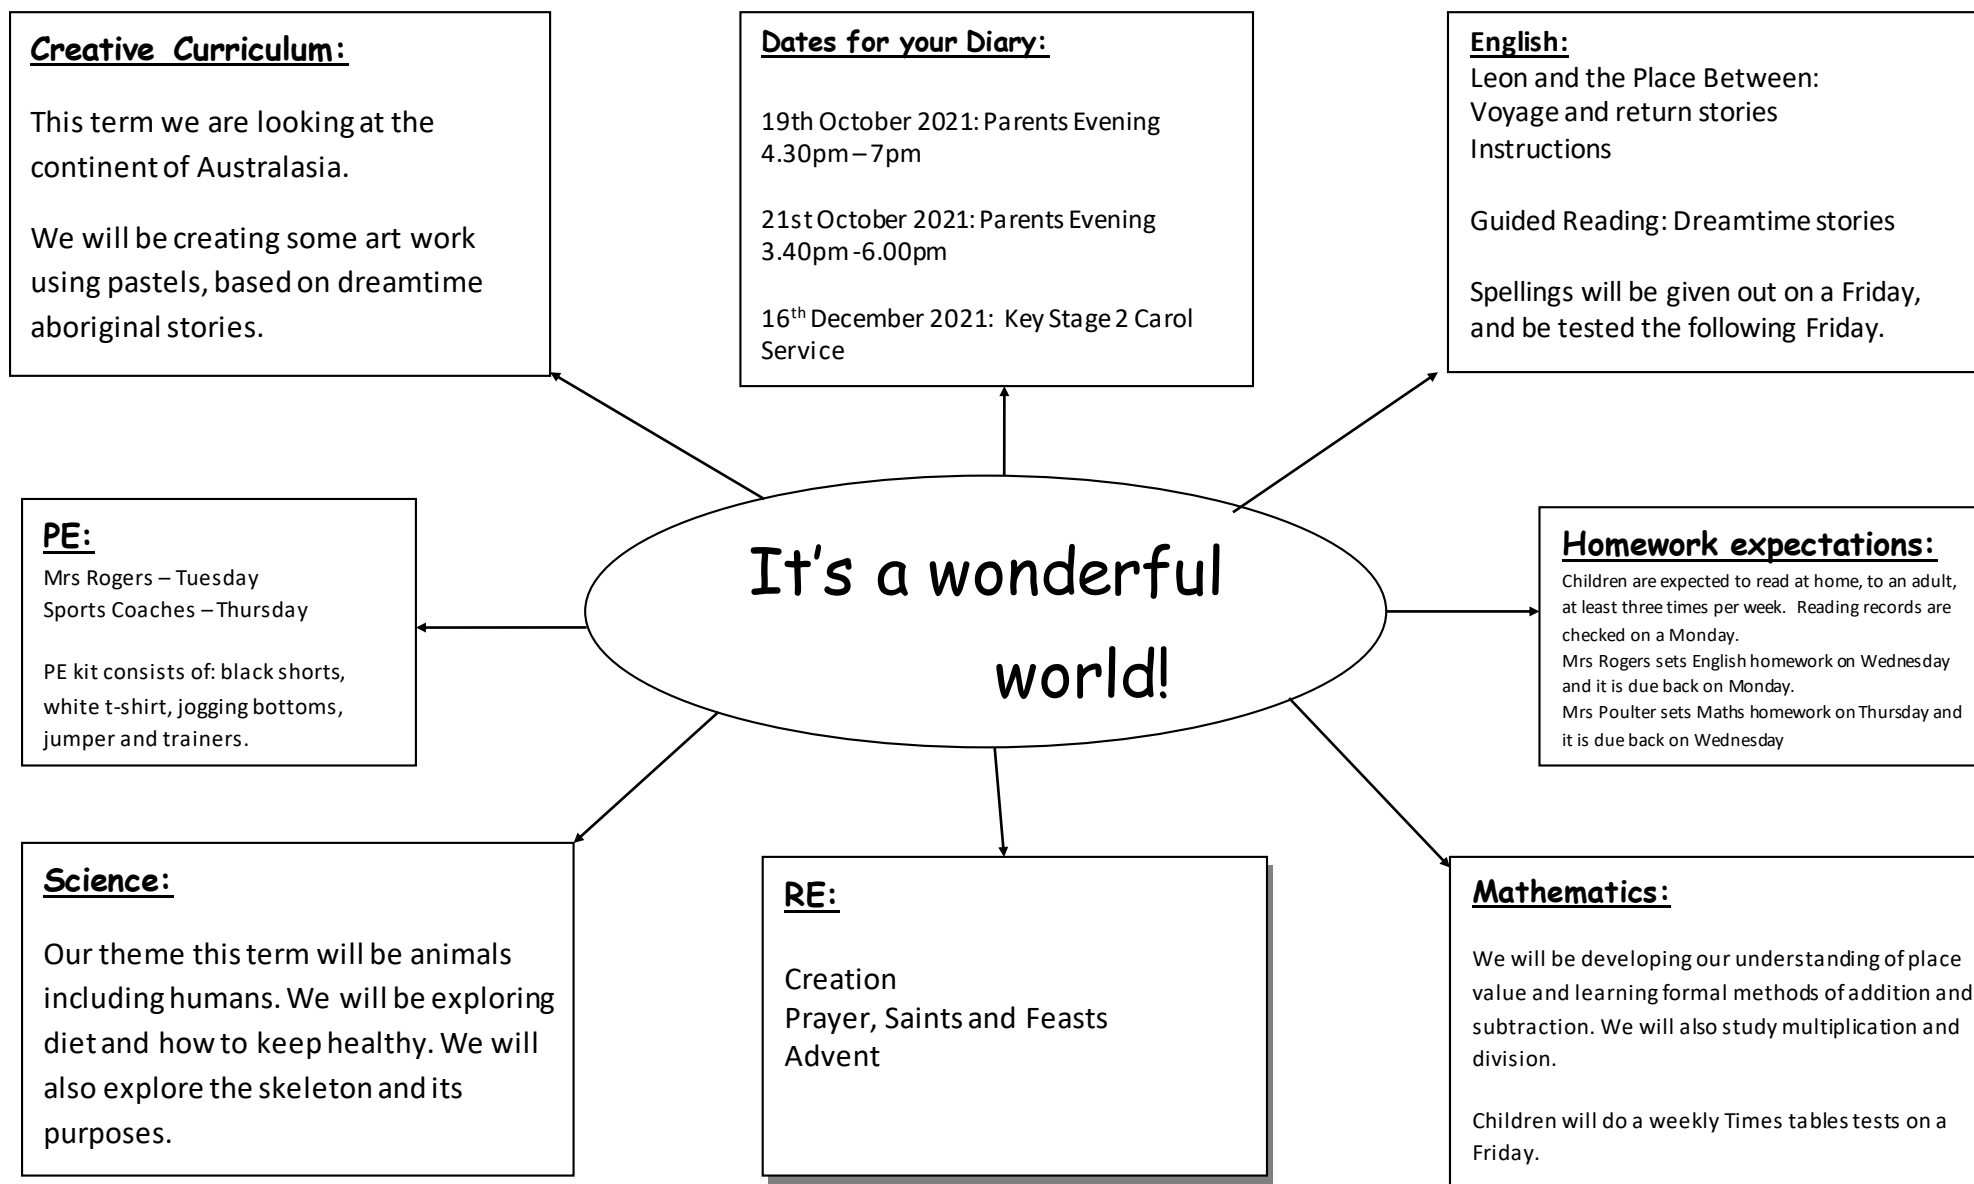 Creative Curriculum:
This term we are looking at the
continent of Australasia.
We will be creating some art work
using pastels, based on dreamtime
aboriginal stories.
Dates for your Diary:
19th October 2021: Parents Evening
4.30pm – 7pm
21st October 2021: Parents Evening
3.40pm -6.00pm
16th December 2021: Key Stage 2 Carol
Service
English:
Leon and the Place Between:
Voyage and return stories
Instructions
Guided Reading: Dreamtime stories
Spellings will be given out on a Friday,
and be tested the following Friday.
PE:
Mrs Rogers – Tuesday
Sports Coaches – Thursday
PE kit consists of: black shorts,
white t-shirt, jogging bottoms,
jumper and trainers.
It's a wonderful
world!
Homework expectations:
Children are expected to read at home, to an adult,
at least three times per week. Reading records are
checked on a Monday.
Mrs Rogers sets English homework on Wednesday
and it is due back on Monday.
Mrs Poulter sets Maths homework on Thursday and
it is due back on Wednesday
Science:
Our theme this term will be animals
including humans. We will be exploring
diet and how to keep healthy. We will
also explore the skeleton and its
purposes.
RE:
Creation
Prayer, Saints and Feasts
Advent
Mathematics:
We will be developing our understanding of place
value and learning formal methods of addition and
subtraction. We will also study multiplication and
division.
Children will do a weekly Times tables tests on a
Friday.